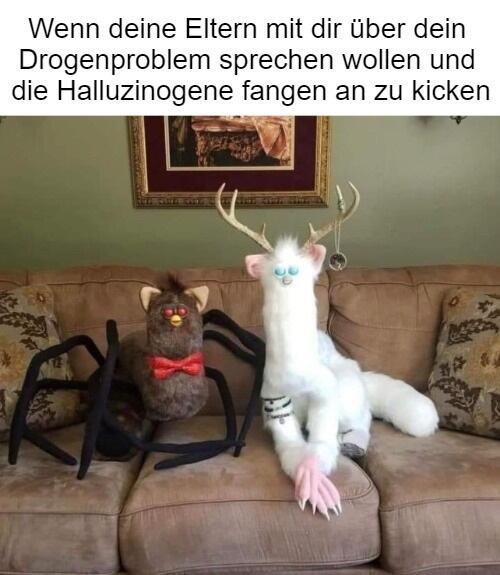 Wenn deine Eltern mit dir über dein
Drogenproblem sprechen wollen und
die Halluzinogene fangen an zu kicken